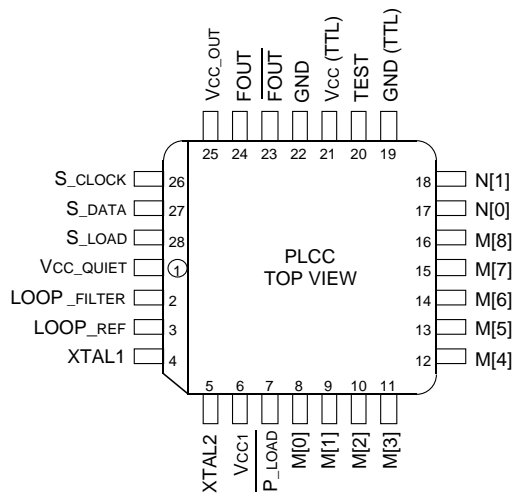 VCC_OUT
FOUT
FOUT
GND
VCC (TTL)
TEST
GND (TTL)
25 24 23 22 21 20 19
S_CLOCK 26
S_DATA 27
S_LOAD 28
VCC_QUIET 1
LOOP_FILTER 2
LOOP_REF 3
XTAL1 4
PLCC
TOP VIEW
18 N[1]
17 N[0]
16 M[8]
15 M[7]
14 M[6]
13 M[5]
12 M[4]
5 6 7 8 9 10 11
XTAL2
VCC1
P_LOAD
M[0]
M[1]
M[2]
M[3]